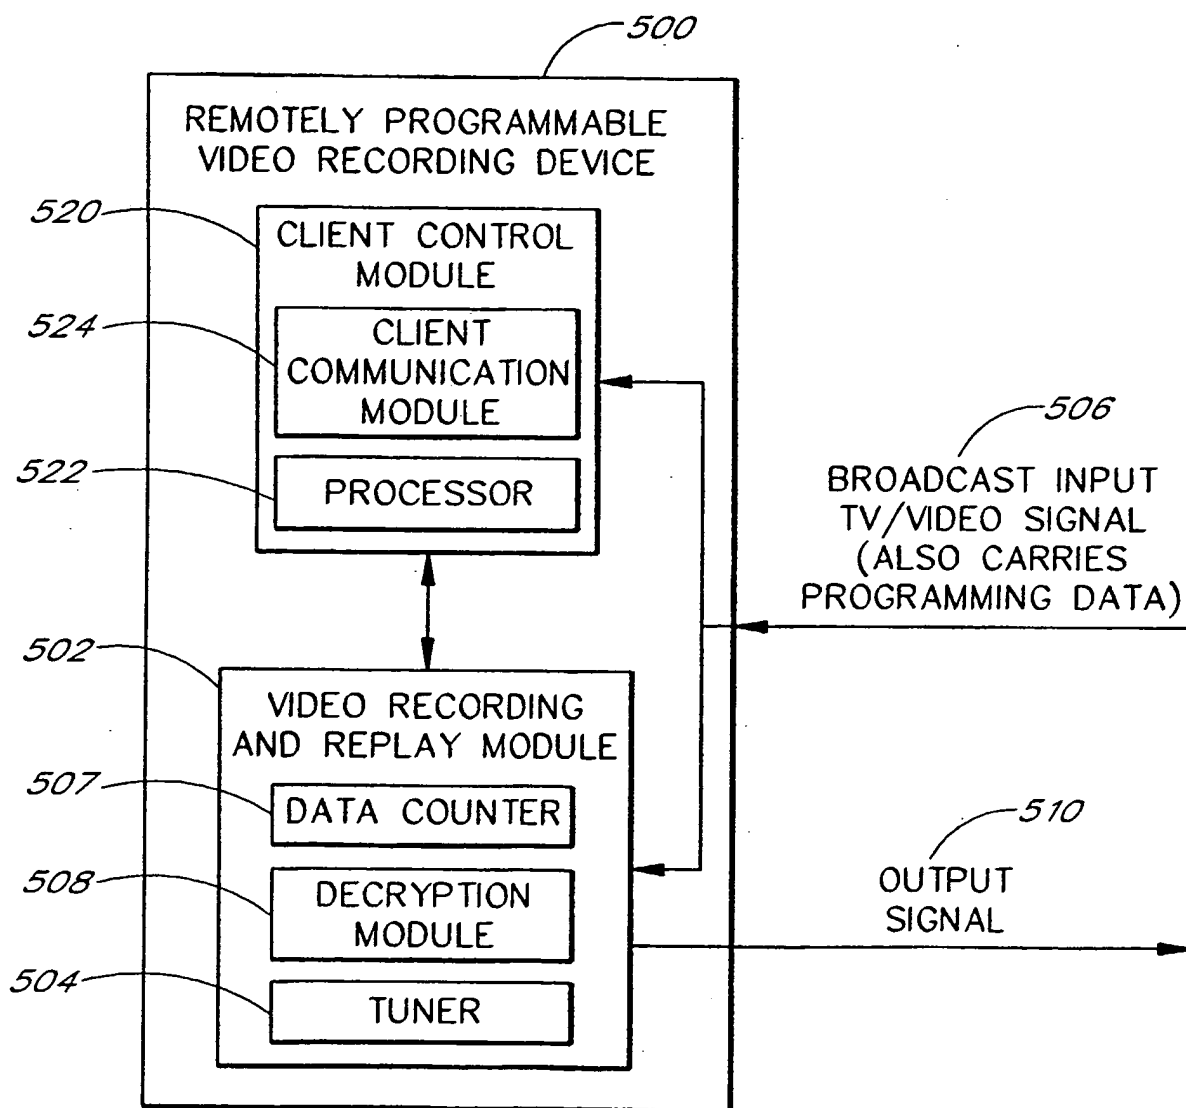 500
REMOTELY PROGRAMMABLE
VIDEO RECORDING DEVICE
520
CLIENT CONTROL
MODULE
524
CLIENT
COMMUNICATION
MODULE
522
PROCESSOR
506
BROADCAST INPUT
TV/VIDEO SIGNAL
(ALSO CARRIES
PROGRAMMING DATA)
502
VIDEO RECORDING
AND REPLAY MODULE
507
DATA COUNTER
508
DECRYPTION
MODULE
504
TUNER
510
OUTPUT
SIGNAL